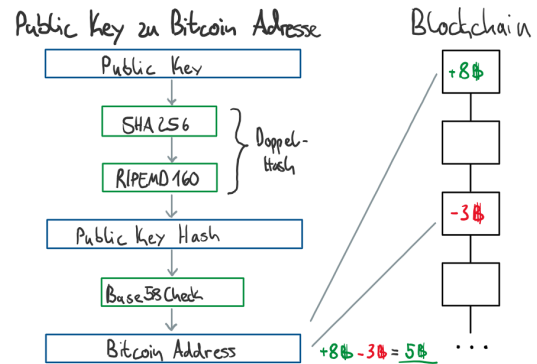 Public Key zu Bitcoin Adresse
Public Key
SHA256
RIPEMD160
Doppel-
Hash
Public Key Hash
Base58Check
Bitcoin Address
Blockchain
+8฿
-3฿
...
+8฿-3฿=5฿